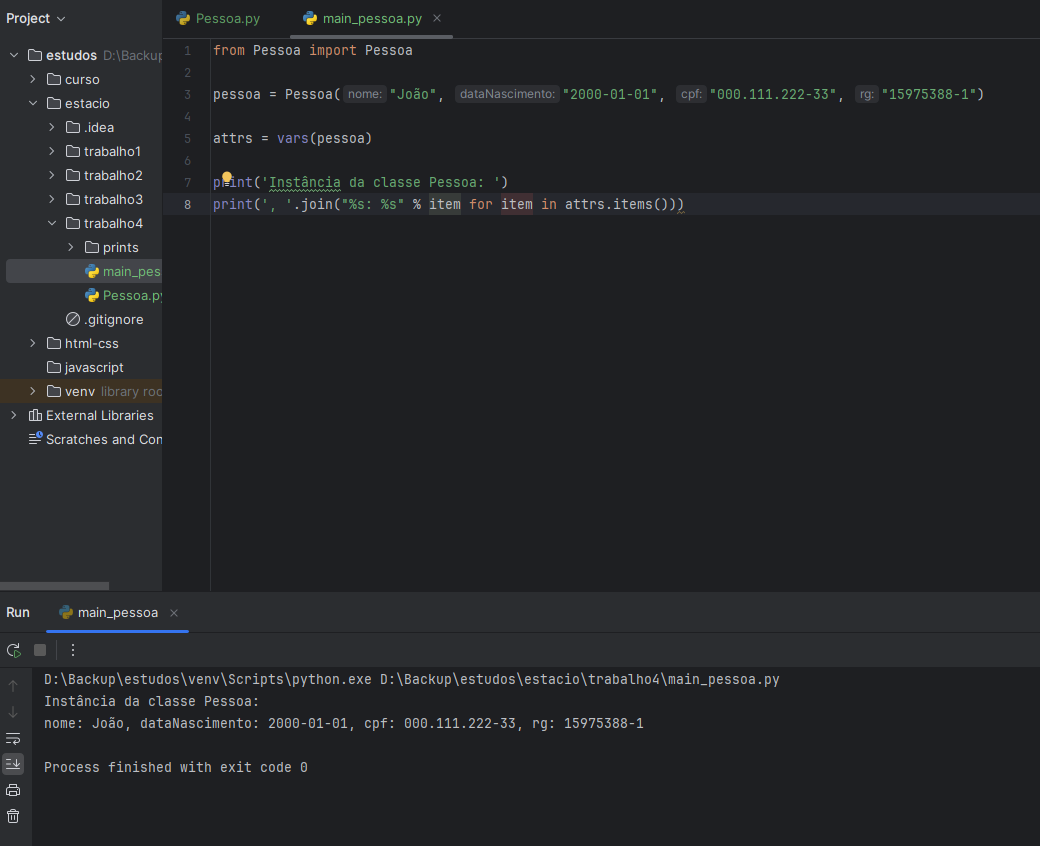 Project
Pessoa.py
main_pessoa.py
estudos D:\Backup
curso
estacio
.idea
trabalho1
trabalho2
trabalho3
trabalho4
prints
main_pes
Pessoa.py
.gitignore
html-css
javascript
venv library roo
External Libraries
Scratches and Con
1 from Pessoa import Pessoa
2
3 pessoa = Pessoa( nome: "João", dataNascimento: "2000-01-01", cpf: "000.111.222-33", rg: "15975388-1")
4
5 attrs = vars(pessoa)
6
7 print('Instância da classe Pessoa: ')
8 print(', '.join("%s: %s" % item for item in attrs.items()))
Run
main_pessoa
D:\Backup\estudos\venv\Scripts\python.exe D:\Backup\estudos\estacio\trabalho4\main_pessoa.py
Instância da classe Pessoa:
nome: João, dataNascimento: 2000-01-01, cpf: 000.111.222-33, rg: 15975388-1
Process finished with exit code 0